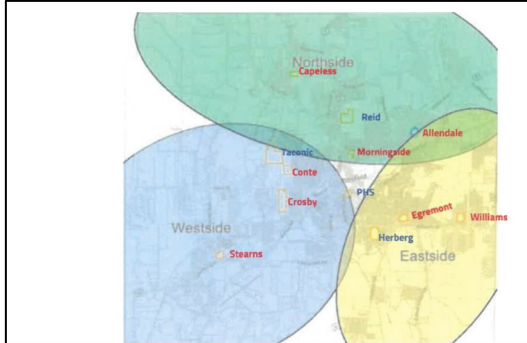 Northside
Capeless
Reid
Allendale
Taconic
Morningside
Conte
PHS
Crosby
Egremont
Williams
Westside
Herberg
Stearns
Eastside